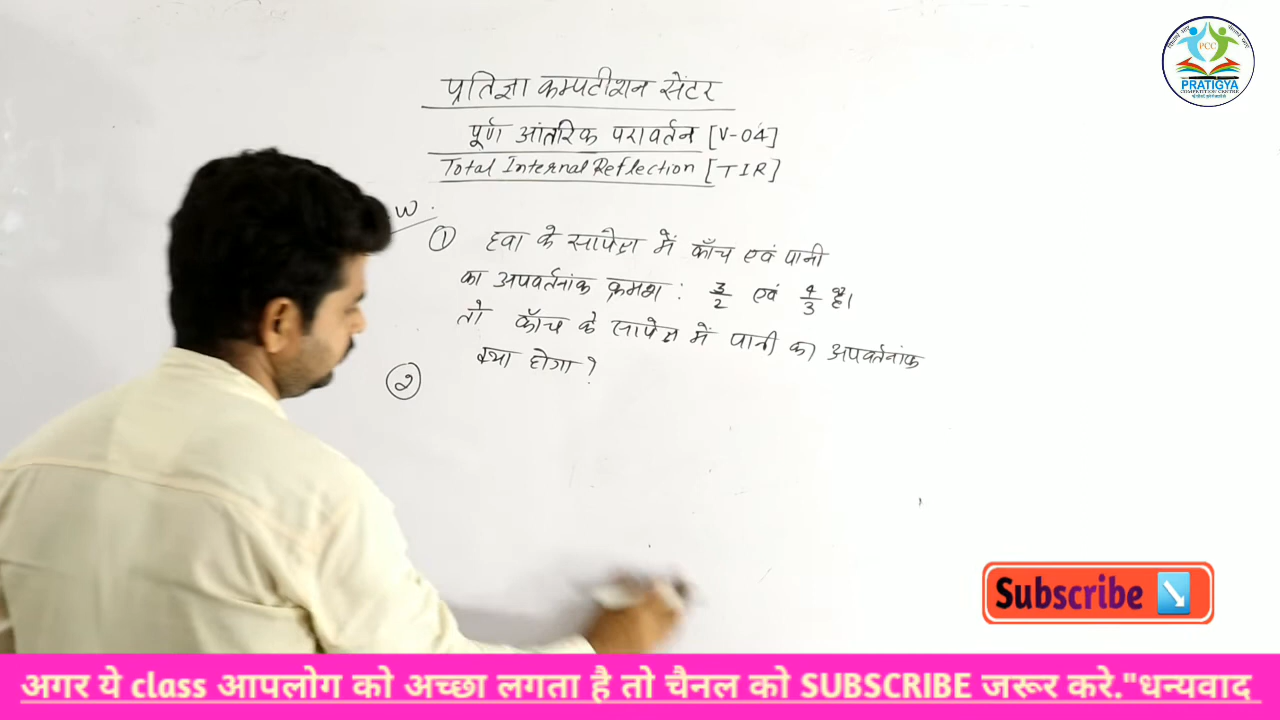 प्रतिज्ञा कम्पटीशन सेंटर
पूर्ण आंतरिक परावर्तन [V-04]
Total Internal Reflection [TIR]
W.
① हवा के सापेक्ष में काँच एवं पानी
का अपवर्तनांक क्रमशः 3/2 एवं 4/3 है।
तो काँच के सापेक्ष में पानी का अपवर्तनांक
क्या होगा ?
②
PCC
PRATIGYA
COMPETITION CENTRE
Subscribe
अगर ये class आपलोग को अच्छा लगता है तो चैनल को SUBSCRIBE जरूर करे."धन्यवाद